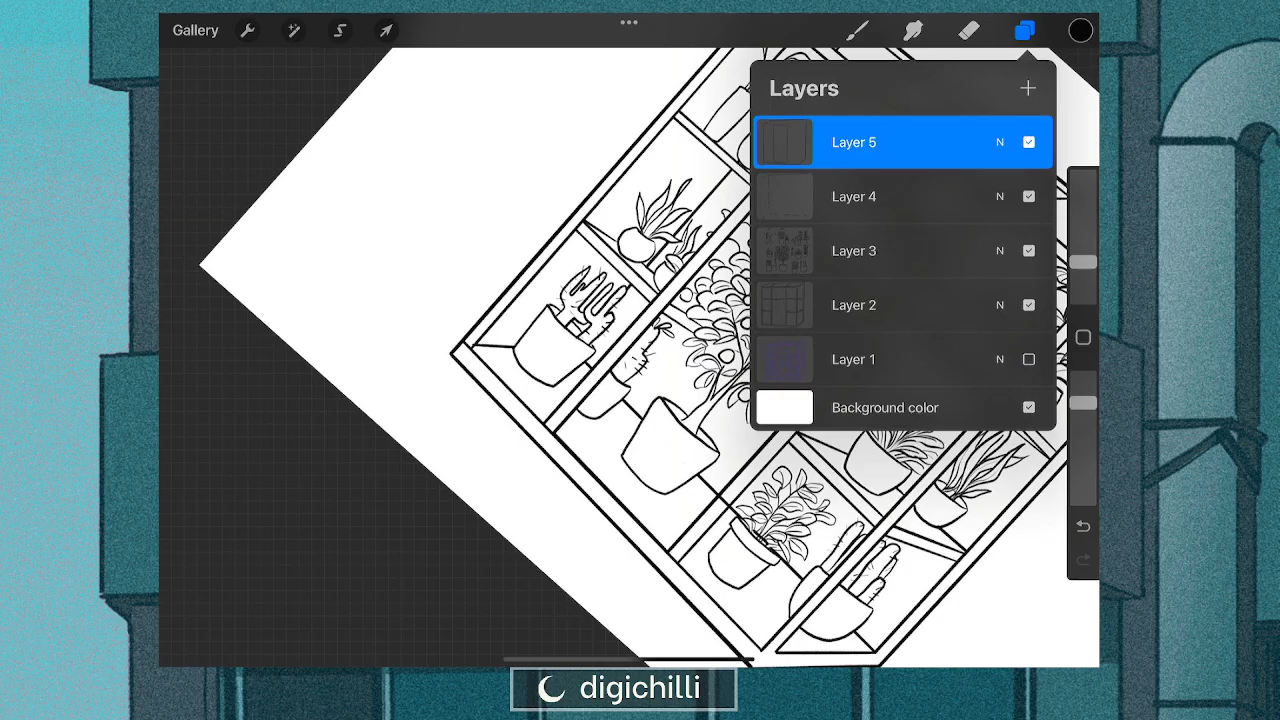 Gallery
Layers
Layer 5 N
Layer 4 N
Layer 3 N
Layer 2 N
Layer 1 N
Background color
digichilli